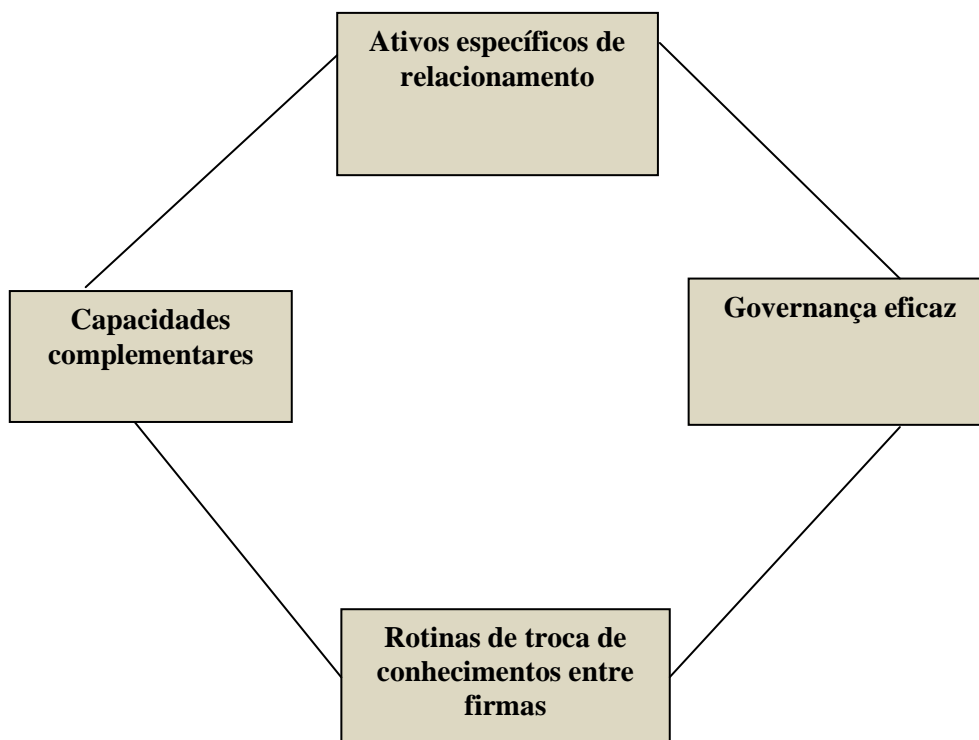 Ativos específicos de
relacionamento
Capacidades
complementares
Governança eficaz
Rotinas de troca de
conhecimentos entre
firmas